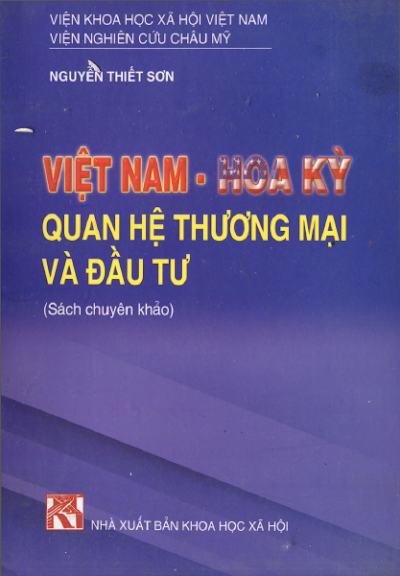 VIỆN KHOA HỌC XÃ HỘI VIỆT NAM
VIỆN NGHIÊN CỨU CHÂU MỸ
NGUYỄN THIẾT SƠN
VIỆT NAM - HOA KỲ
QUAN HỆ THƯƠNG MẠI
VÀ ĐẦU TƯ
(Sách chuyên khảo)
NHÀ XUẤT BẢN KHOA HỌC XÃ HỘI